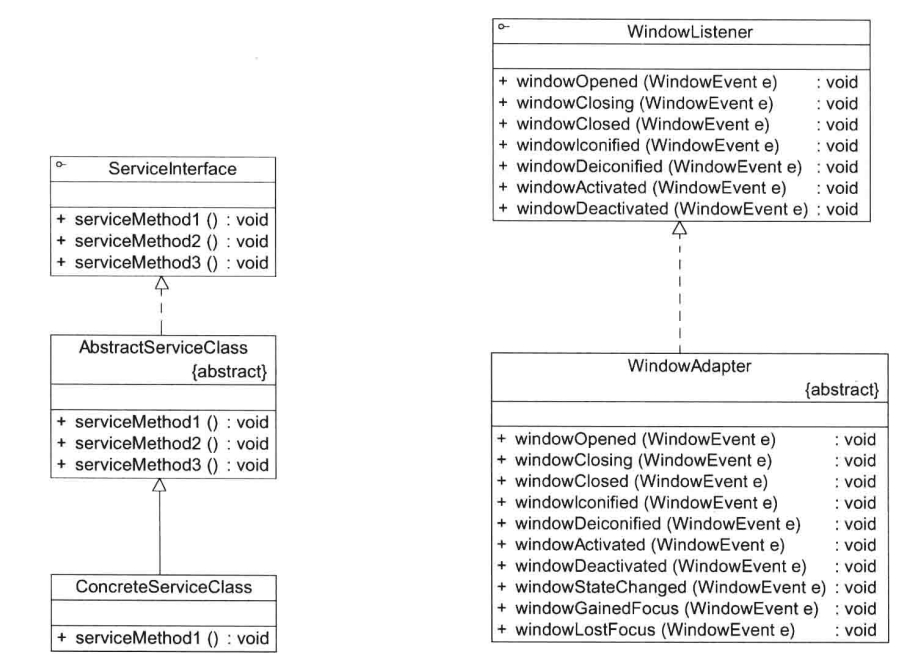 ServiceInterface
+ serviceMethod1 () : void
+ serviceMethod2 () : void
+ serviceMethod3 () : void
AbstractServiceClass
{abstract}
+ serviceMethod1 () : void
+ serviceMethod2 () : void
+ serviceMethod3 () : void
ConcreteServiceClass
+ serviceMethod1 () : void
WindowListener
+ windowOpened (WindowEvent e) : void
+ windowClosing (WindowEvent e) : void
+ windowClosed (WindowEvent e) : void
+ windowIconified (WindowEvent e) : void
+ windowDeiconified (WindowEvent e) : void
+ windowActivated (WindowEvent e) : void
+ windowDeactivated (WindowEvent e) : void
WindowAdapter
{abstract}
+ windowOpened (WindowEvent e) : void
+ windowClosing (WindowEvent e) : void
+ windowClosed (WindowEvent e) : void
+ windowIconified (WindowEvent e) : void
+ windowDeiconified (WindowEvent e) : void
+ windowActivated (WindowEvent e) : void
+ windowDeactivated (WindowEvent e) : void
+ windowStateChanged (WindowEvent e) : void
+ windowGainedFocus (WindowEvent e) : void
+ windowLostFocus (WindowEvent e) : void